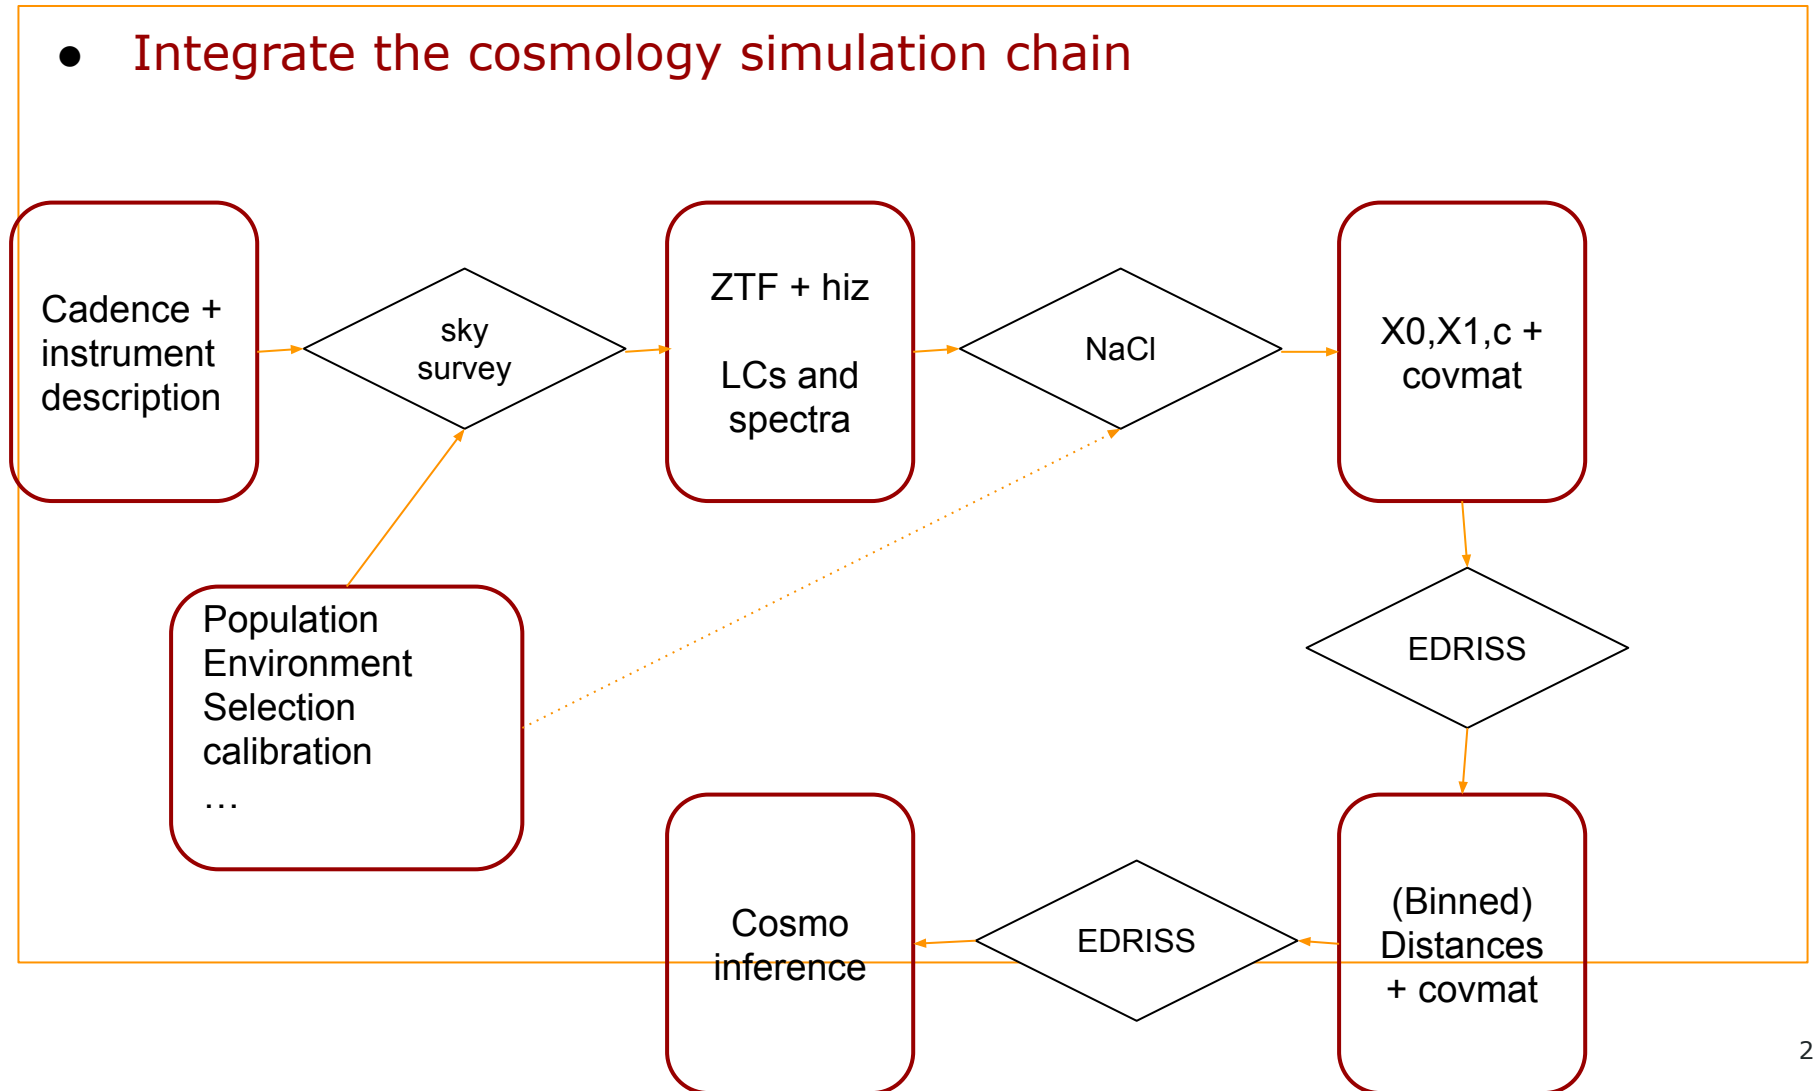 ● Integrate the cosmology simulation chain
Cadence +
instrument
description
sky
survey
ZTF + hiz
LCs and
spectra
NaCl
X0,X1,c +
covmat
Population
Environment
Selection
calibration
…
EDRISS
Cosmo
inference
EDRISS
(Binned)
Distances
+ covmat
2